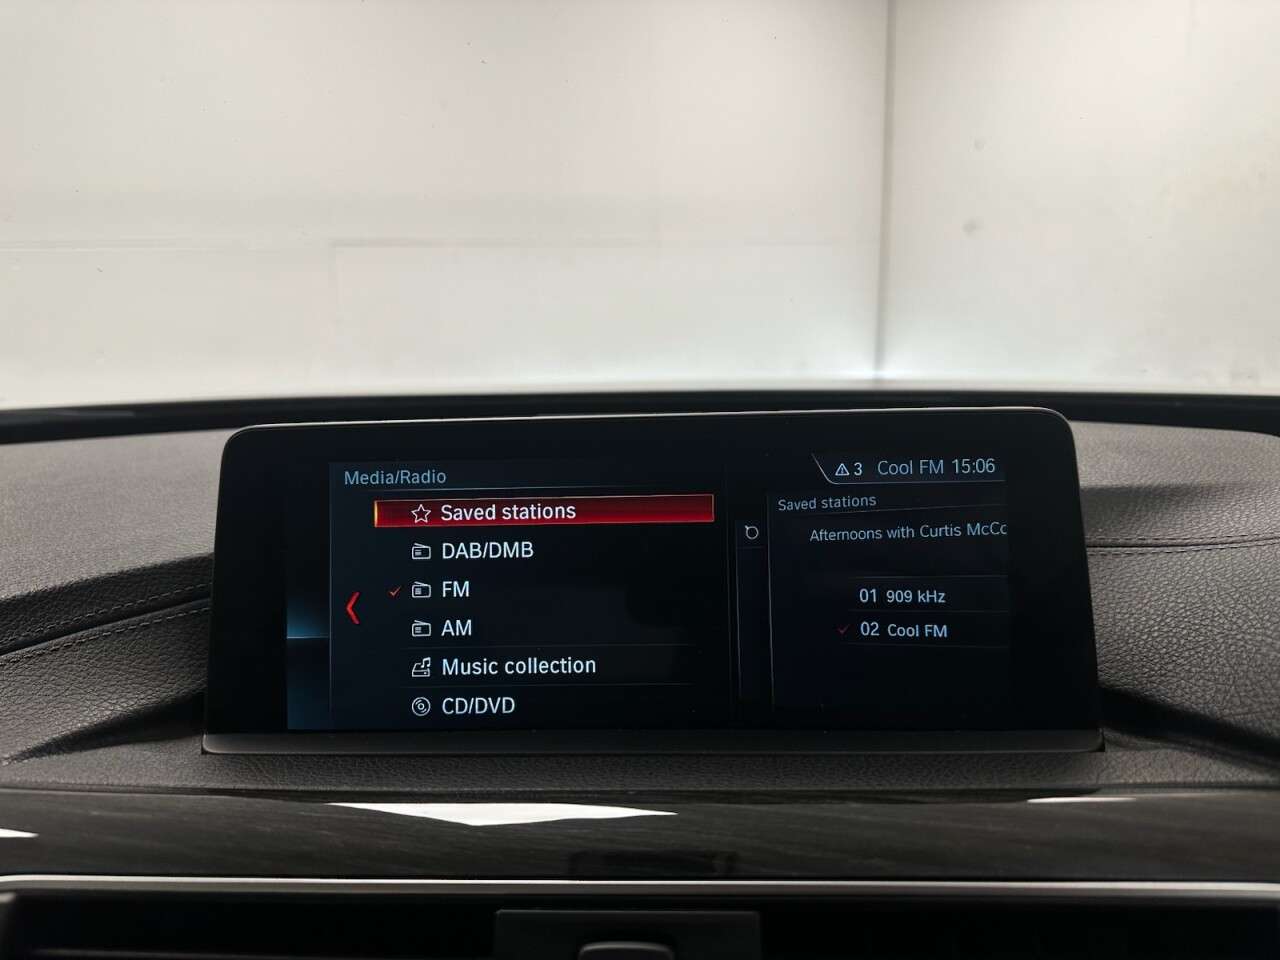 Media/Radio
Saved stations
DAB/DMB
FM
AM
Music collection
CD/DVD
3 Cool FM 15:06
Saved stations
Afternoons with Curtis McCo
01 909 kHz
02 Cool FM